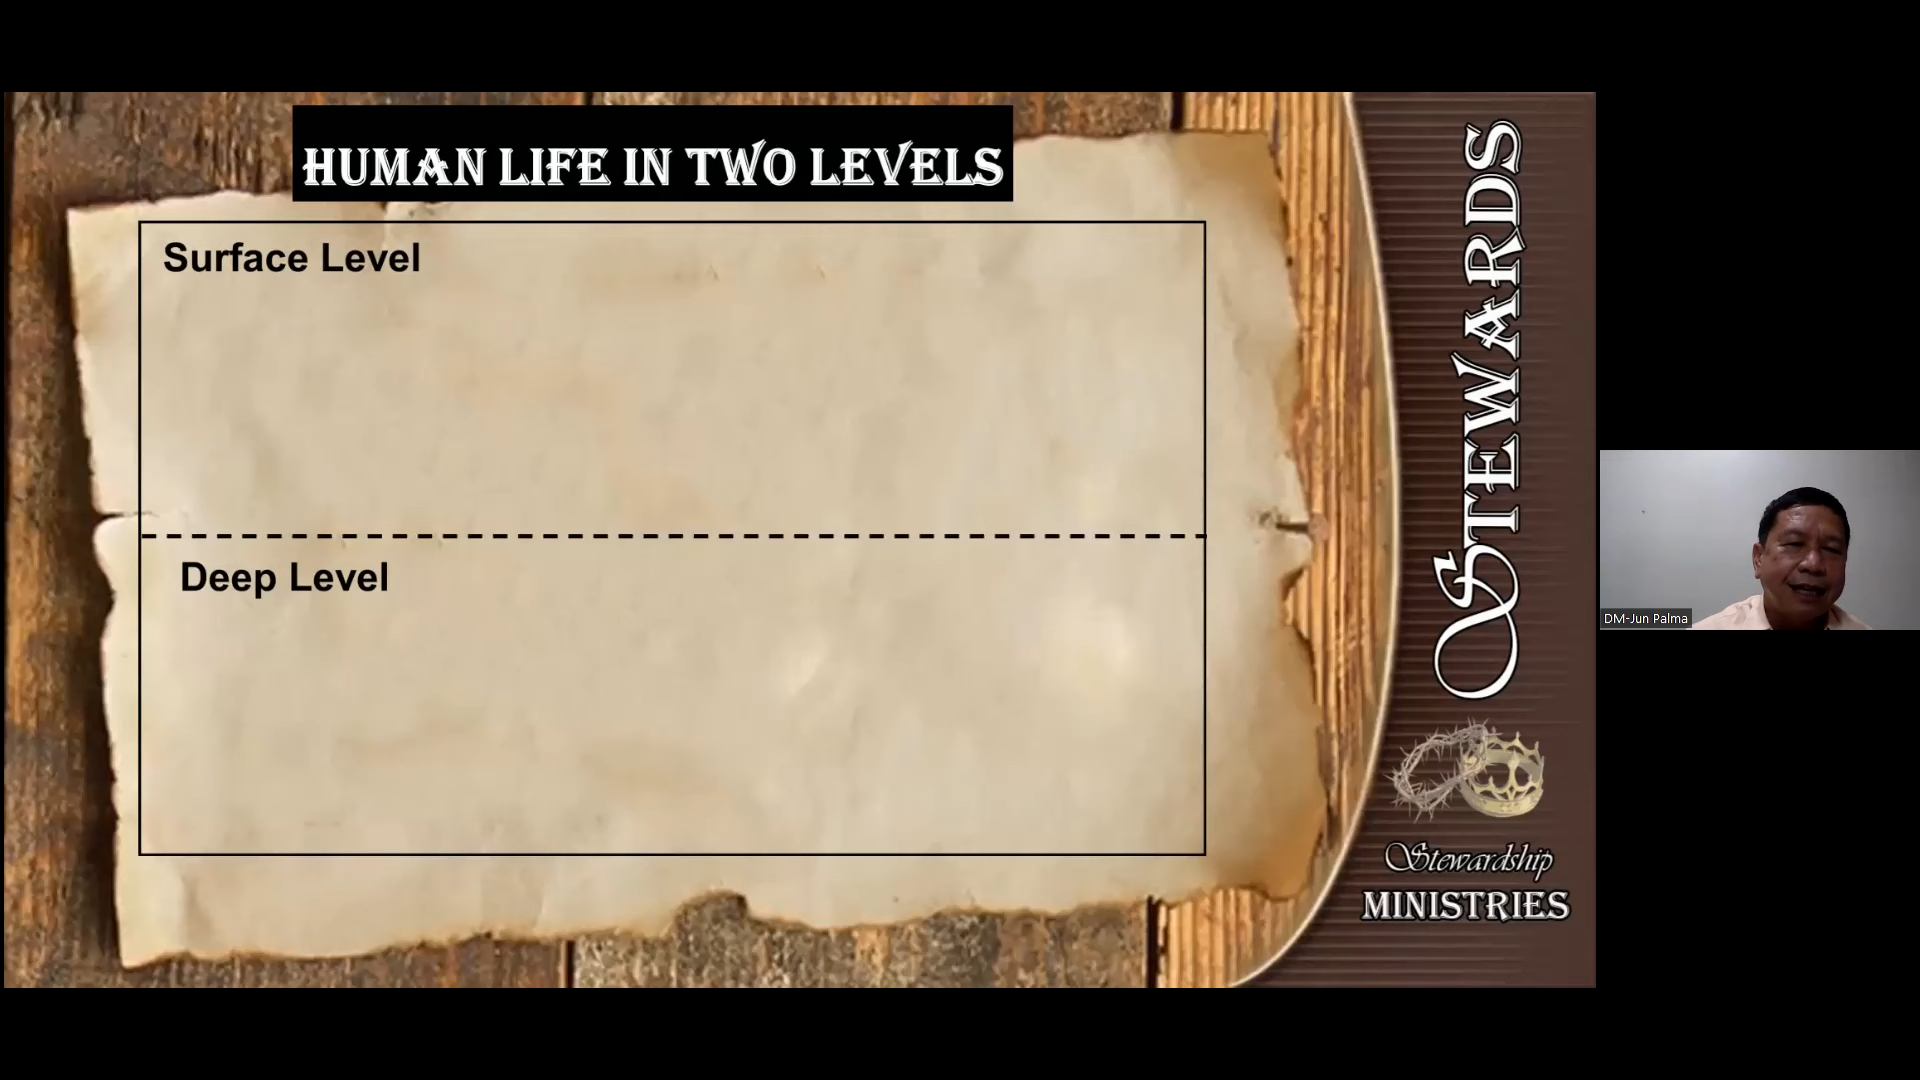 HUMAN LIFE IN TWO LEVELS
Surface Level
Deep Level
STEWARDS
Stewardship
MINISTRIES
DM-Jun Palma